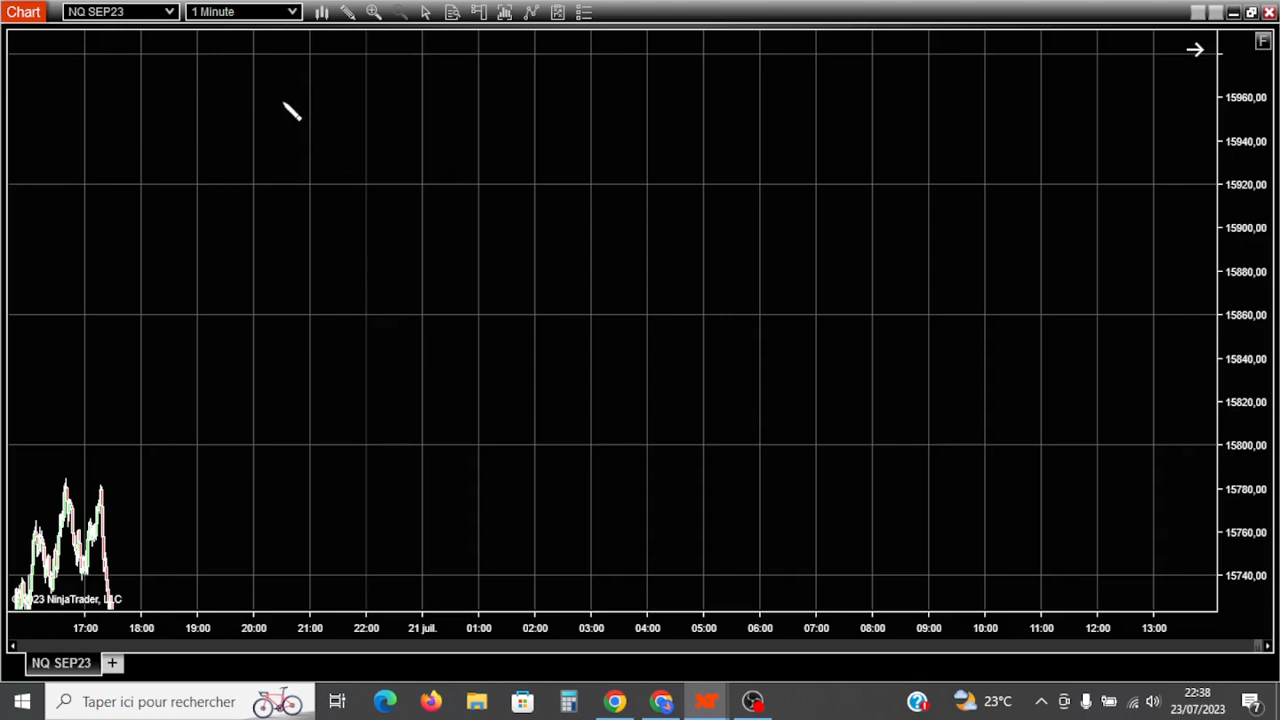 Chart NQ SEP23 1 Minute
F
15960,00
15940,00
15920,00
15900,00
15880,00
15860,00
15840,00
15820,00
15800,00
15780,00
15760,00
15740,00
NinjaTrader, LLC
17:00 18:00 19:00 20:00 21:00 22:00 21 juil. 01:00 02:00 03:00 04:00 05:00 06:00 07:00 08:00 09:00 10:00 11:00 12:00 13:00
NQ SEP23 +
Taper ici pour rechercher 23°C 22:38
23/07/2023 7